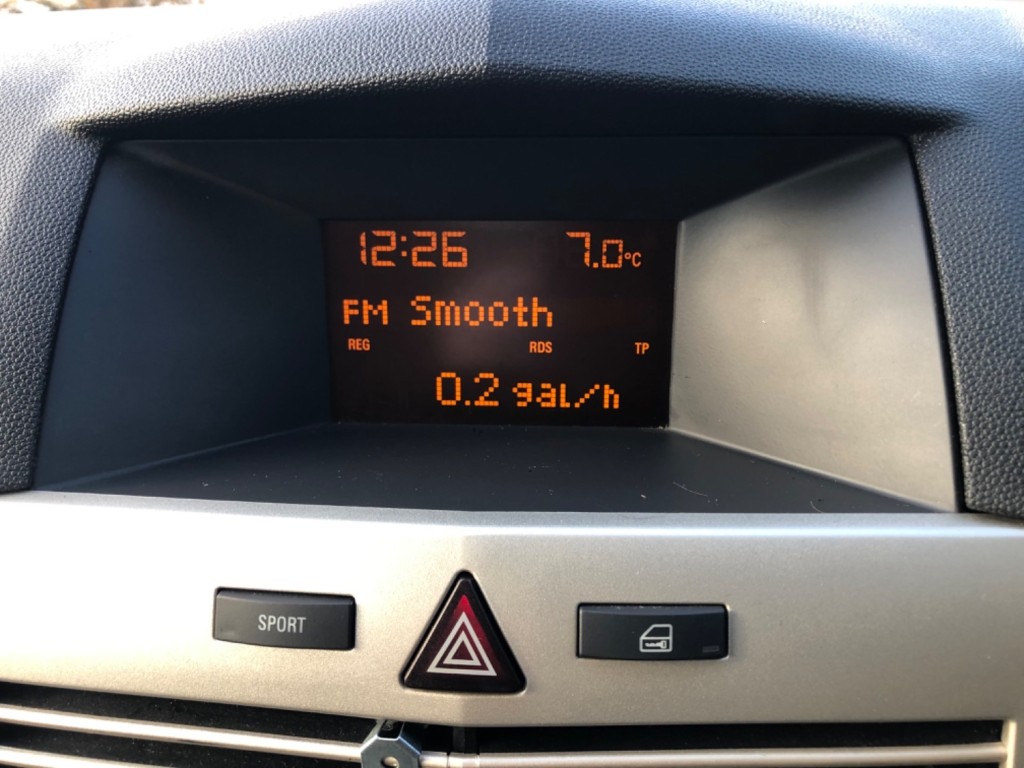 12:26 7.0°C
FM Smooth
REG RDS TP
0.2 gal/h
SPORT